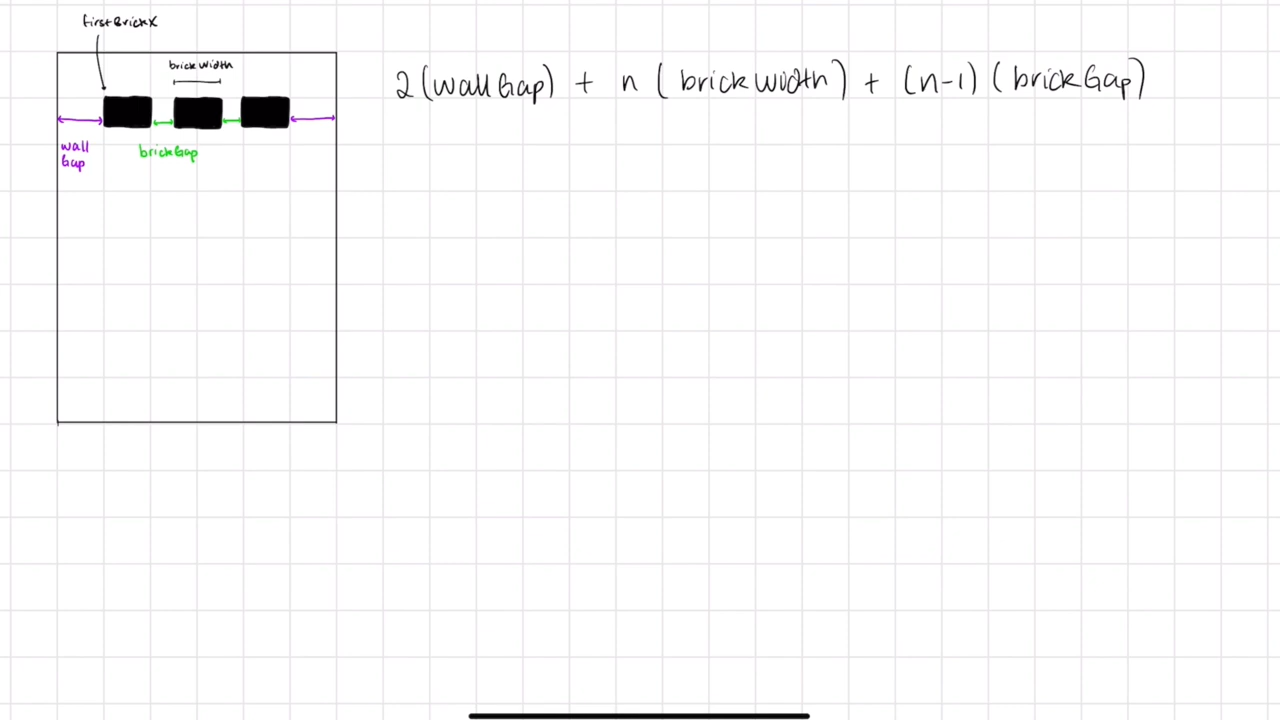 firstBrickX
brickWidth
2(wallGap) + n(brickWidth) + (n-1)(brickGap)
wall
Gap
brickGap